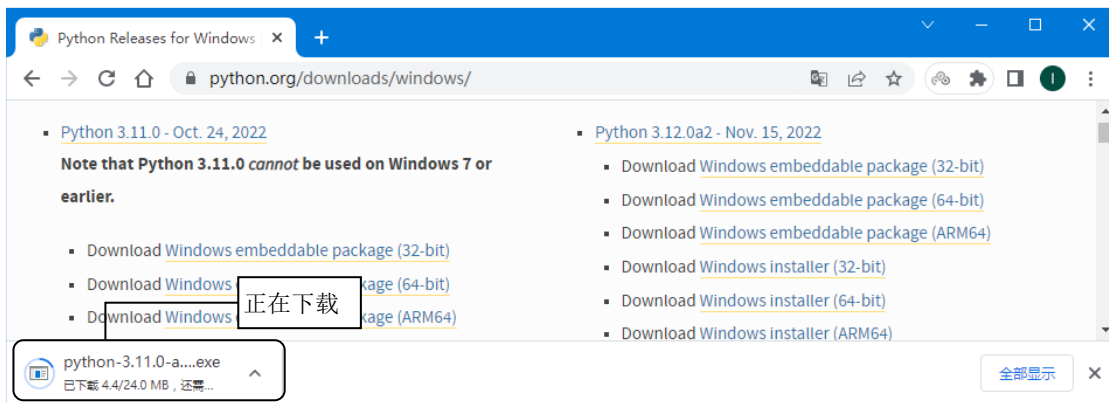 Python Releases for Windows
python.org/downloads/windows/
I
Python 3.11.0 - Oct. 24, 2022
Note that Python 3.11.0 cannot be used on Windows 7 or
earlier.
Download Windows embeddable package (32-bit)
Download Windows kage (64-bit)
Download Windows kage (ARM64)
正在下载
Python 3.12.0a2 - Nov. 15, 2022
Download Windows embeddable package (32-bit)
Download Windows embeddable package (64-bit)
Download Windows embeddable package (ARM64)
Download Windows installer (32-bit)
Download Windows installer (64-bit)
Download Windows installer (ARM64)
python-3.11.0-a....exe
已下载 4.4/24.0 MB，还需...
全部显示